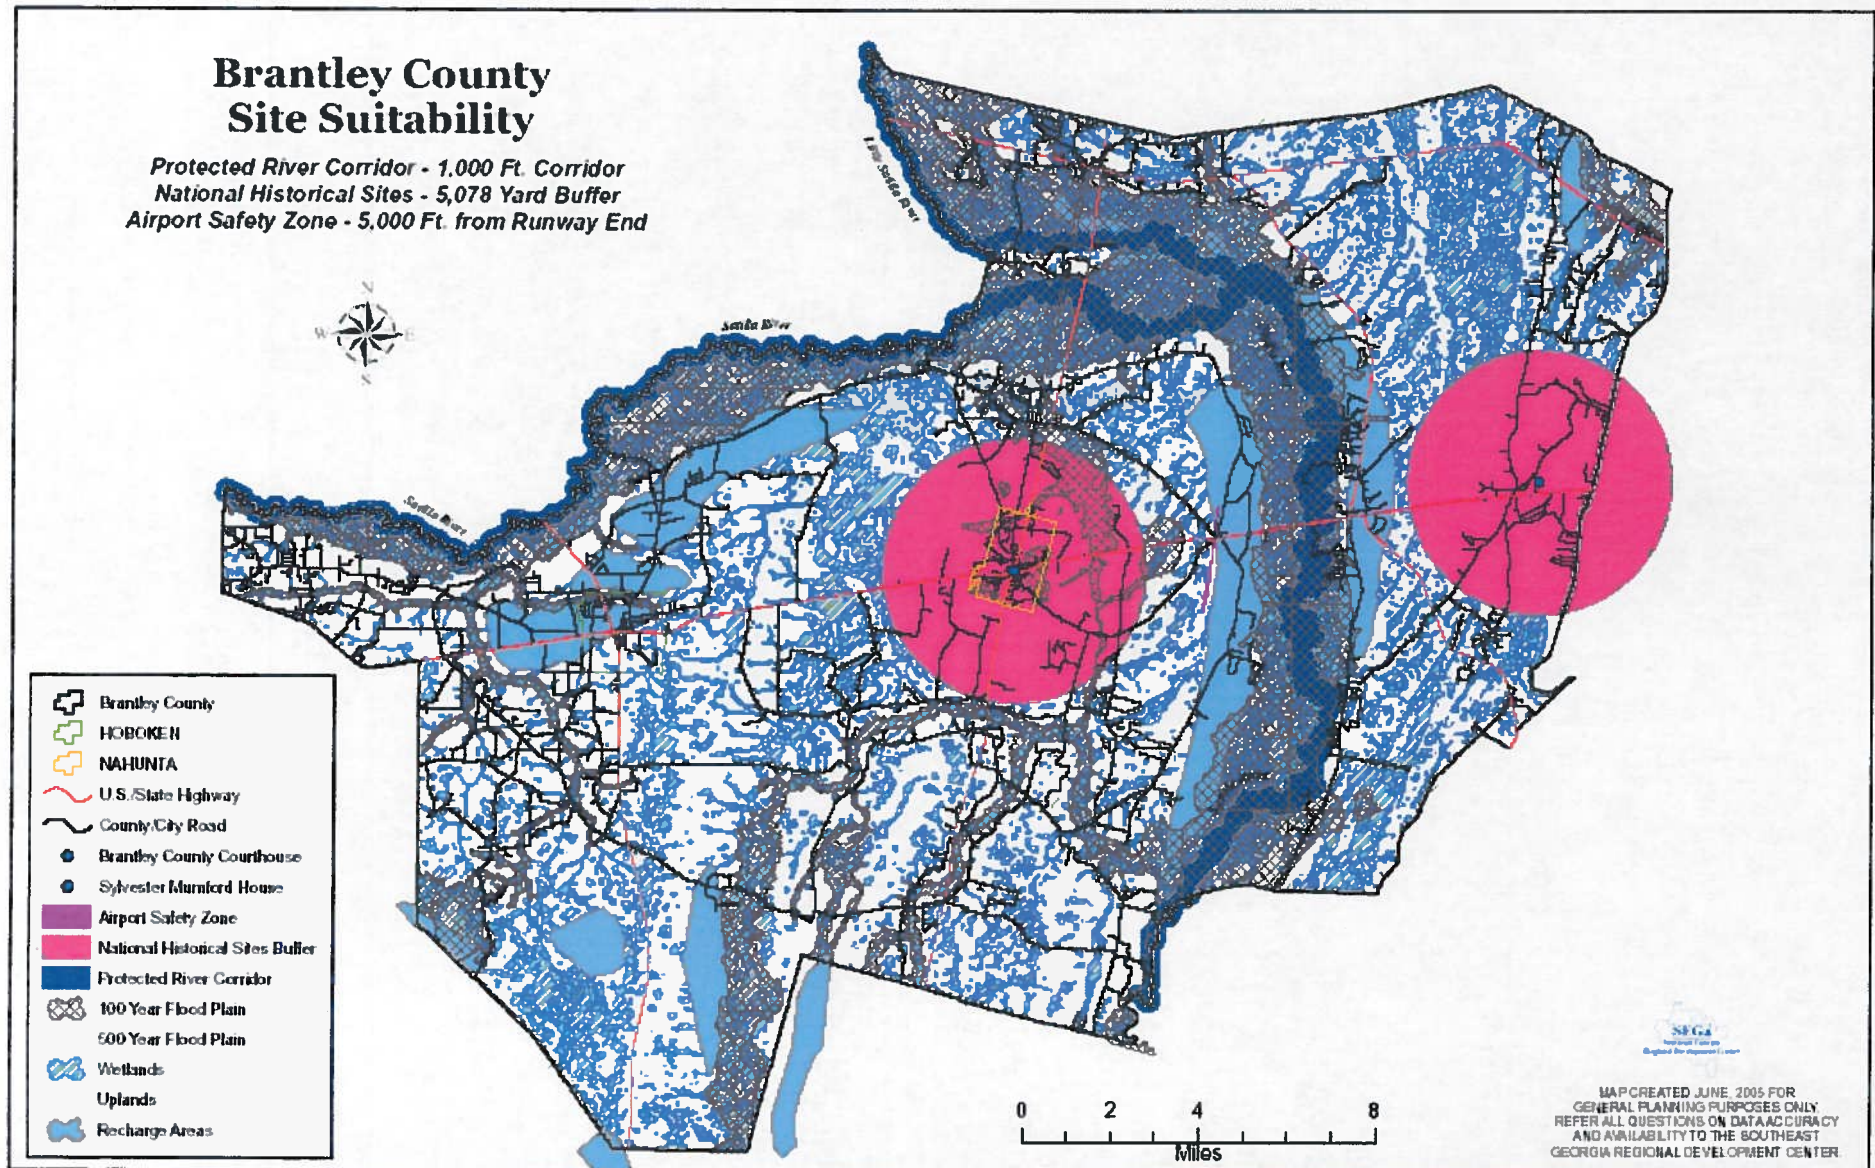 Brantley County
Site Suitability
Protected River Corridor - 1,000 Ft. Corridor
National Historical Sites - 5,078 Yard Buffer
Airport Safety Zone - 5,000 Ft. from Runway End
N
W
E
Little Satilla River
Satilla River
Satilla River
Brantley County
HOBOKEN
NAHUNTA
U.S./State Highway
County/City Road
Brantley County Courthouse
Sylvester Mumford House
Airport Safety Zone
National Historical Sites Buffer
Protected River Corridor
100 Year Flood Plain
500 Year Flood Plain
Wetlands
Uplands
Recharge Areas
0 2 4 8
Miles
SEGa
MAP CREATED JUNE, 2005 FOR
GENERAL PLANNING PURPOSES ONLY.
REFER ALL QUESTIONS ON DATA ACCURACY
AND AVAILABILITY TO THE SOUTHEAST
GEORGIA REGIONAL DEVELOPMENT CENTER.